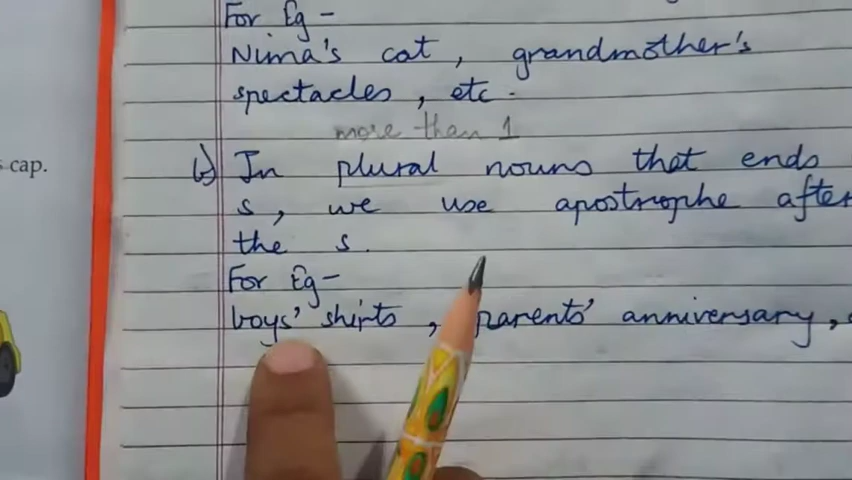 For Eg -
Nima's cat, grandmother's
spectacles, etc.
more than 1
s cap.
b) In plural nouns that ends
s, we use apostrophe after
the s.
For Eg-
boys' shirts, parents' anniversary,